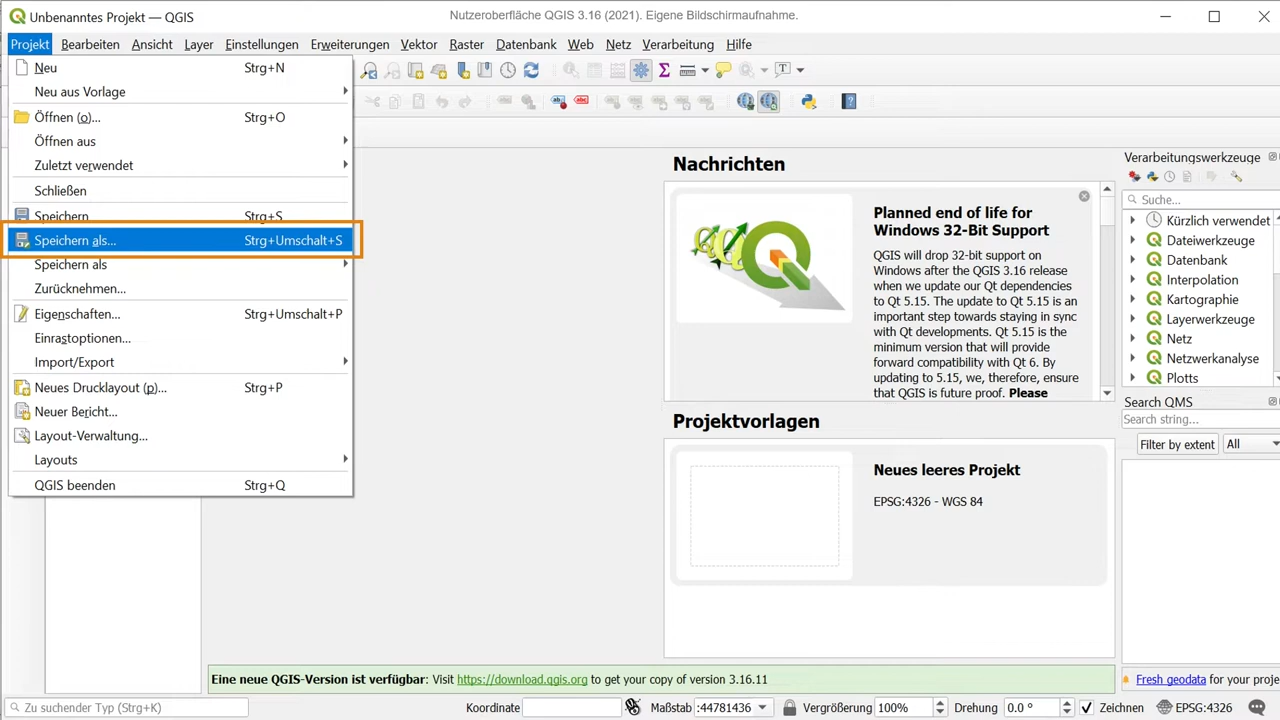 Unbenanntes Projekt — QGIS
Nutzeroberfläche QGIS 3.16 (2021). Eigene Bildschirmaufnahme.
Projekt Bearbeiten Ansicht Layer Einstellungen Erweiterungen Vektor Raster Datenbank Web Netz Verarbeitung Hilfe
Neu Strg+N
Neu aus Vorlage
Öffnen (o)... Strg+O
Öffnen aus
Zuletzt verwendet
Schließen
Speichern Strg+S
Speichern als... Strg+Umschalt+S
Speichern als
Zurücknehmen...
Eigenschaften... Strg+Umschalt+P
Einrastoptionen...
Import/Export
Neues Drucklayout (p)... Strg+P
Neuer Bericht...
Layout-Verwaltung...
Layouts
QGIS beenden Strg+Q
Nachrichten
Planned end of life for
Windows 32-Bit Support
QGIS will drop 32-bit support on
Windows after the QGIS 3.16 release
when we update our Qt dependencies
to Qt 5.15. The update to Qt 5.15 is an
important step towards staying in sync
with Qt developments. Qt 5.15 is the
minimum version that will provide
forward compatibility with Qt 6. By
updating to 5.15, we, therefore, ensure
that QGIS is future proof. Please
Projektvorlagen
Neues leeres Projekt
EPSG:4326 - WGS 84
Verarbeitungswerkzeuge
Suche...
Kürzlich verwendet
Dateiwerkzeuge
Datenbank
Interpolation
Kartographie
Layerwerkzeuge
Netz
Netzwerkanalyse
Plotts
Search QMS
Search string...
Filter by extent All
Eine neue QGIS-Version ist verfügbar: Visit https://download.qgis.org to get your copy of version 3.16.11
Fresh geodata for your proje
Zu suchender Typ (Strg+K) Koordinate Maßstab :44781436 Vergrößerung 100% Drehung 0.0 ° Zeichnen EPSG:4326